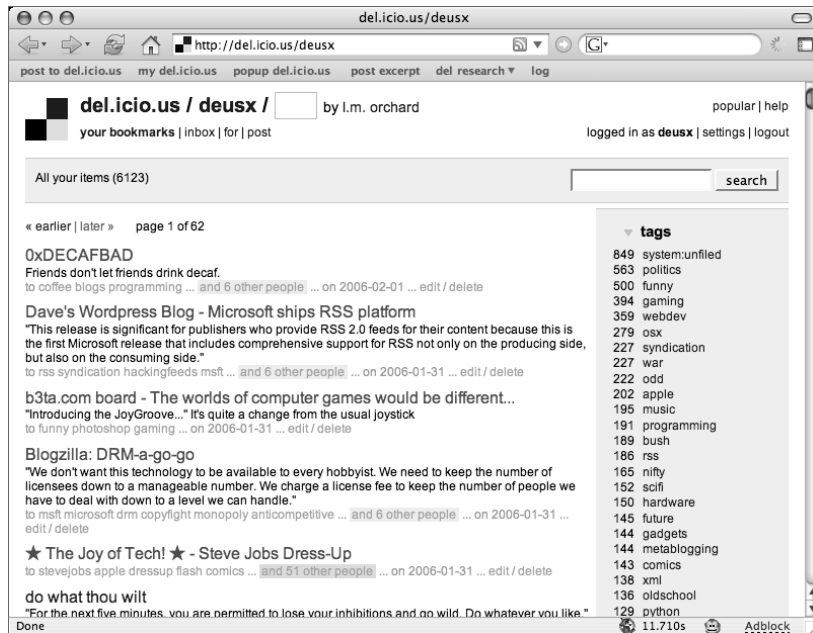 del.icio.us/deusx
http://del.icio.us/deusx
G
post to del.icio.us my del.icio.us popup del.icio.us post excerpt del research ▾ log
del.icio.us / deusx / by l.m. orchard
popular | help
your bookmarks | inbox | for | post
logged in as deusx | settings | logout
All your items (6123)
search
« earlier | later » page 1 of 62
0xDECAFBAD
Friends don't let friends drink decaf.
to coffee blogs programming ... and 6 other people ... on 2006-02-01 ... edit / delete
Dave's Wordpress Blog - Microsoft ships RSS platform
"This release is significant for publishers who provide RSS 2.0 feeds for their content because this is
the first Microsoft release that includes comprehensive support for RSS not only on the producing side,
but also on the consuming side."
to rss syndication hackingfeeds msft ... and 6 other people ... on 2006-01-31 ... edit / delete
b3ta.com board - The worlds of computer games would be different...
"Introducing the JoyGroove..." It's quite a change from the usual joystick
to funny photoshop gaming ... on 2006-01-31 ... edit / delete
Blogzilla: DRM-a-go-go
"We don't want this technology to be available to every hobbyist. We need to keep the number of
licensees down to a manageable number. We charge a license fee to keep the number of people we
have to deal with down to a level we can handle."
to msft microsoft drm copyfight monopoly anticompetitive ... and 6 other people ... on 2006-01-31 ...
edit / delete
★ The Joy of Tech! ★ - Steve Jobs Dress-Up
to stevejobs apple dressup flash comics ... and 51 other people ... on 2006-01-31 ... edit / delete
do what thou wilt
"For the next five minutes, you are permitted to lose your inhibitions and go wild. Do whatever you like."
tags
849 system:unfiled
563 politics
500 funny
394 gaming
359 webdev
279 osx
227 syndication
227 war
222 odd
202 apple
195 music
191 programming
189 bush
186 rss
165 nifty
152 scifi
150 hardware
145 future
144 gadgets
144 metablogging
143 comics
138 xml
136 oldschool
129 python
Done
11.710s
Adblock